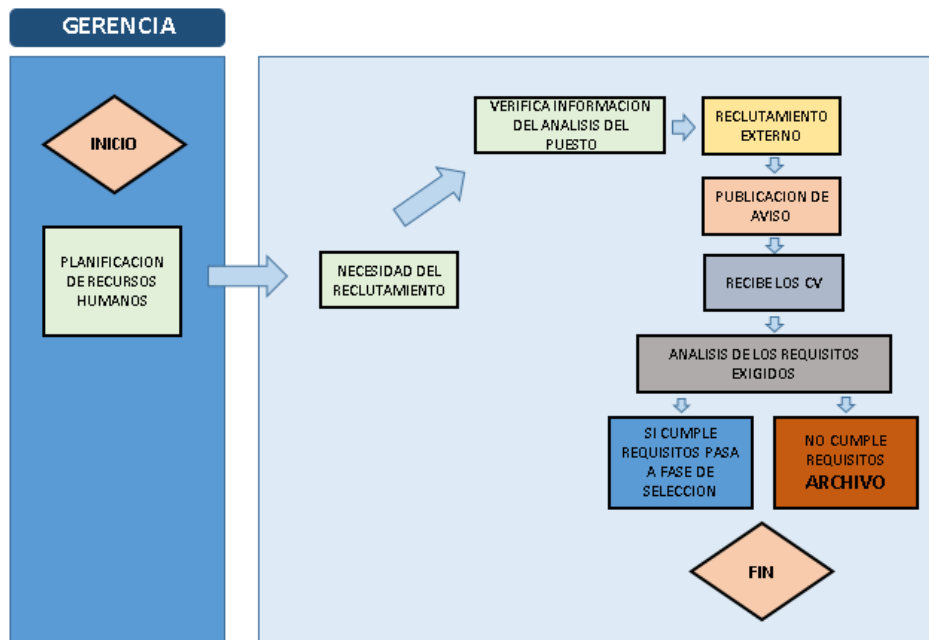 GERENCIA
INICIO
PLANIFICACION
DE RECURSOS
HUMANOS
NECESIDAD DEL
RECLUTAMIENTO
VERIFICA INFORMACION
DEL ANALISIS DEL
PUESTO
RECLUTAMIENTO
EXTERNO
PUBLICACION DE
AVISO
RECIBE LOS CV
ANALISIS DE LOS REQUISITOS
EXIGIDOS
SI CUMPLE
REQUISITOS PASA
A FASE DE
SELECCION
NO CUMPLE
REQUISITOS
ARCHIVO
FIN